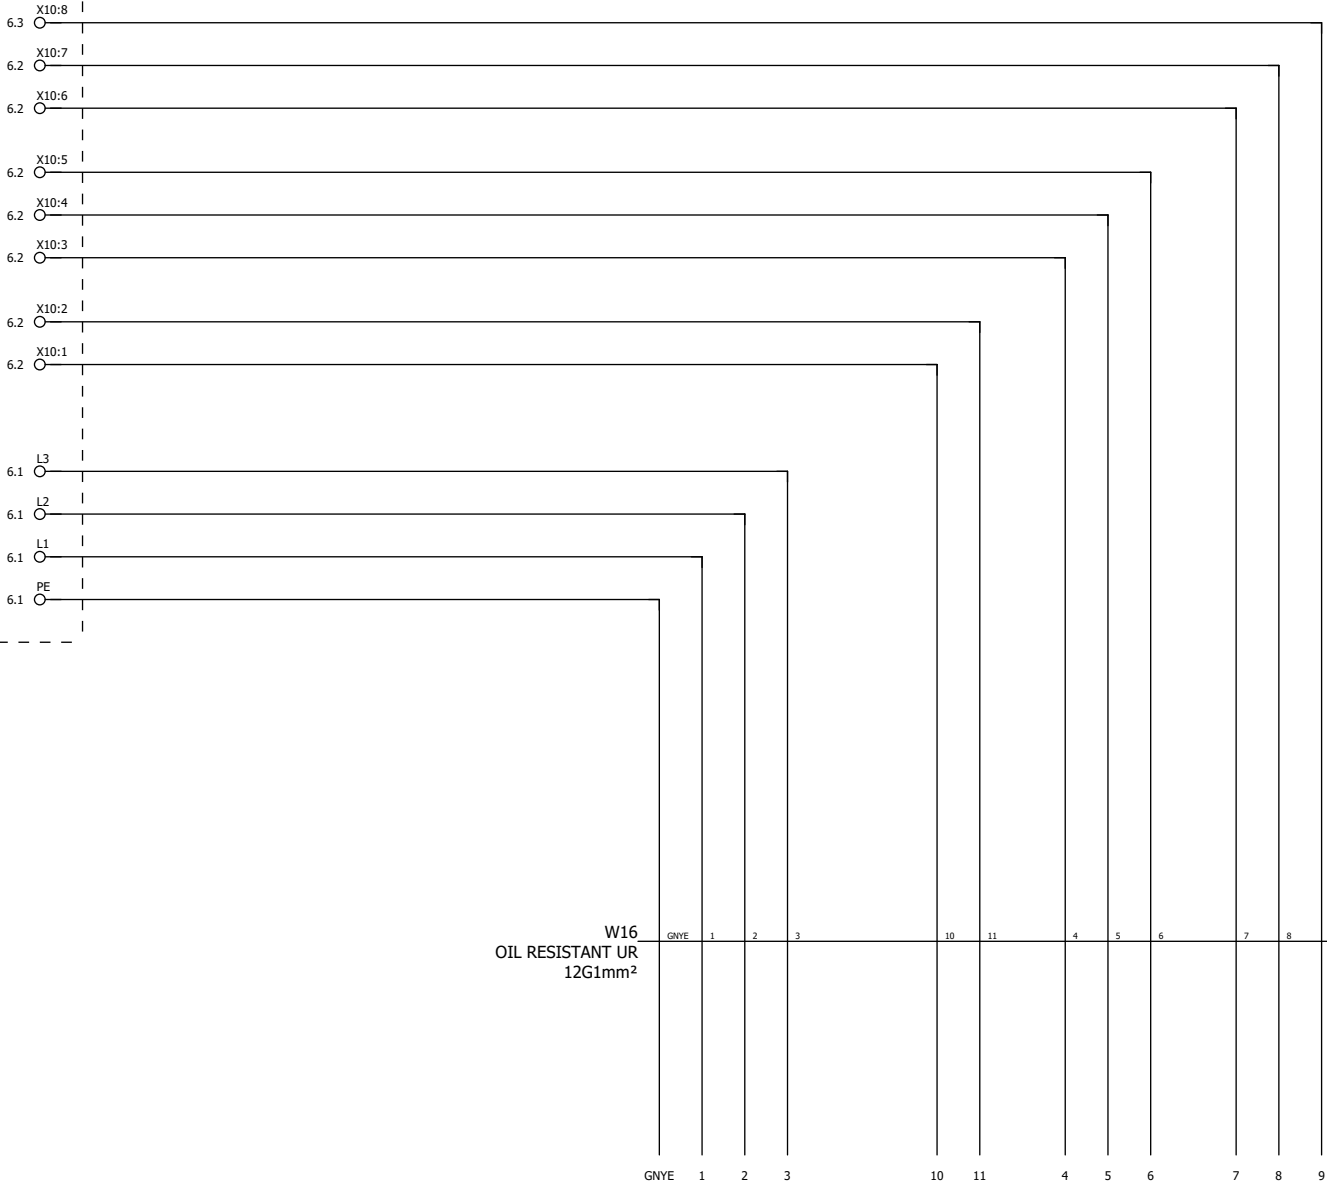 X10:8
6.3
X10:7
6.2
X10:6
6.2
X10:5
6.2
X10:4
6.2
X10:3
6.2
X10:2
6.2
X10:1
6.2
L3
6.1
L2
6.1
L1
6.1
PE
6.1
W16
OIL RESISTANT UR
12G1mm²
GNYE 1 2 3 10 11 4 5 6 7 8
GNYE 1 2 3 10 11 4 5 6 7 8 9